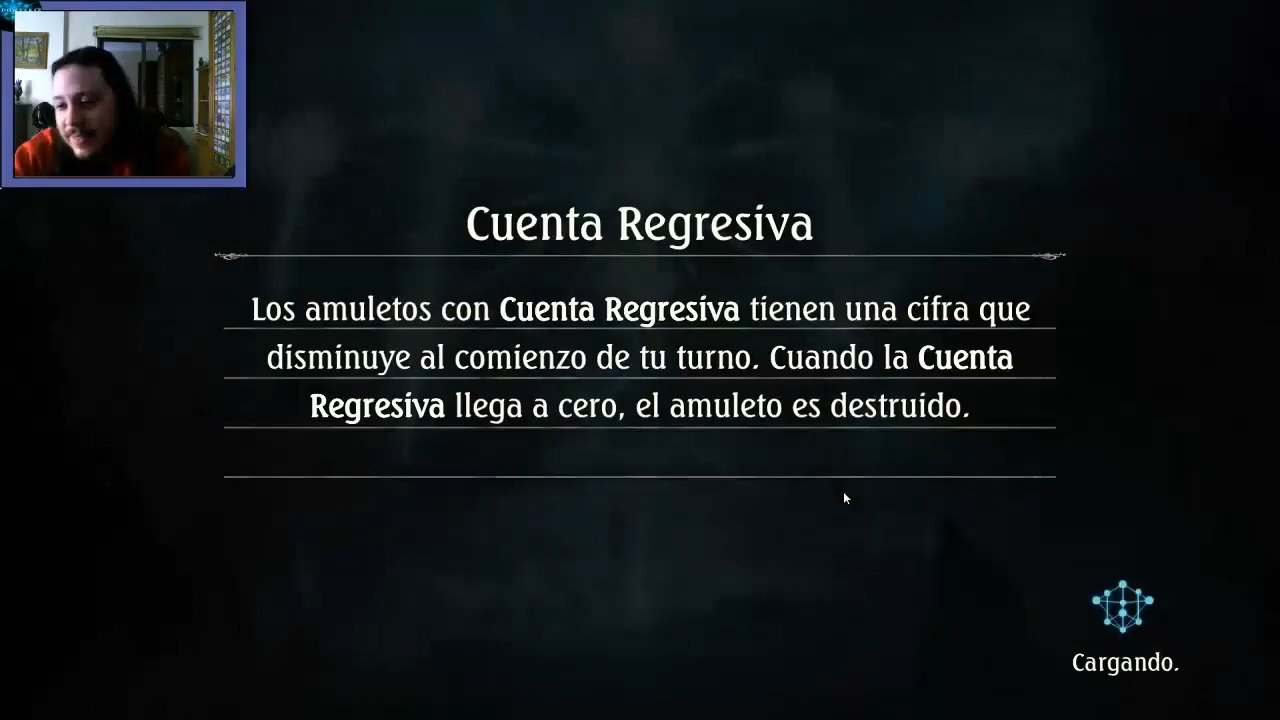 Cuenta Regresiva
Los amuletos con Cuenta Regresiva tienen una cifra que
disminuye al comienzo de tu turno. Cuando la Cuenta
Regresiva llega a cero, el amuleto es destruido.
Cargando.